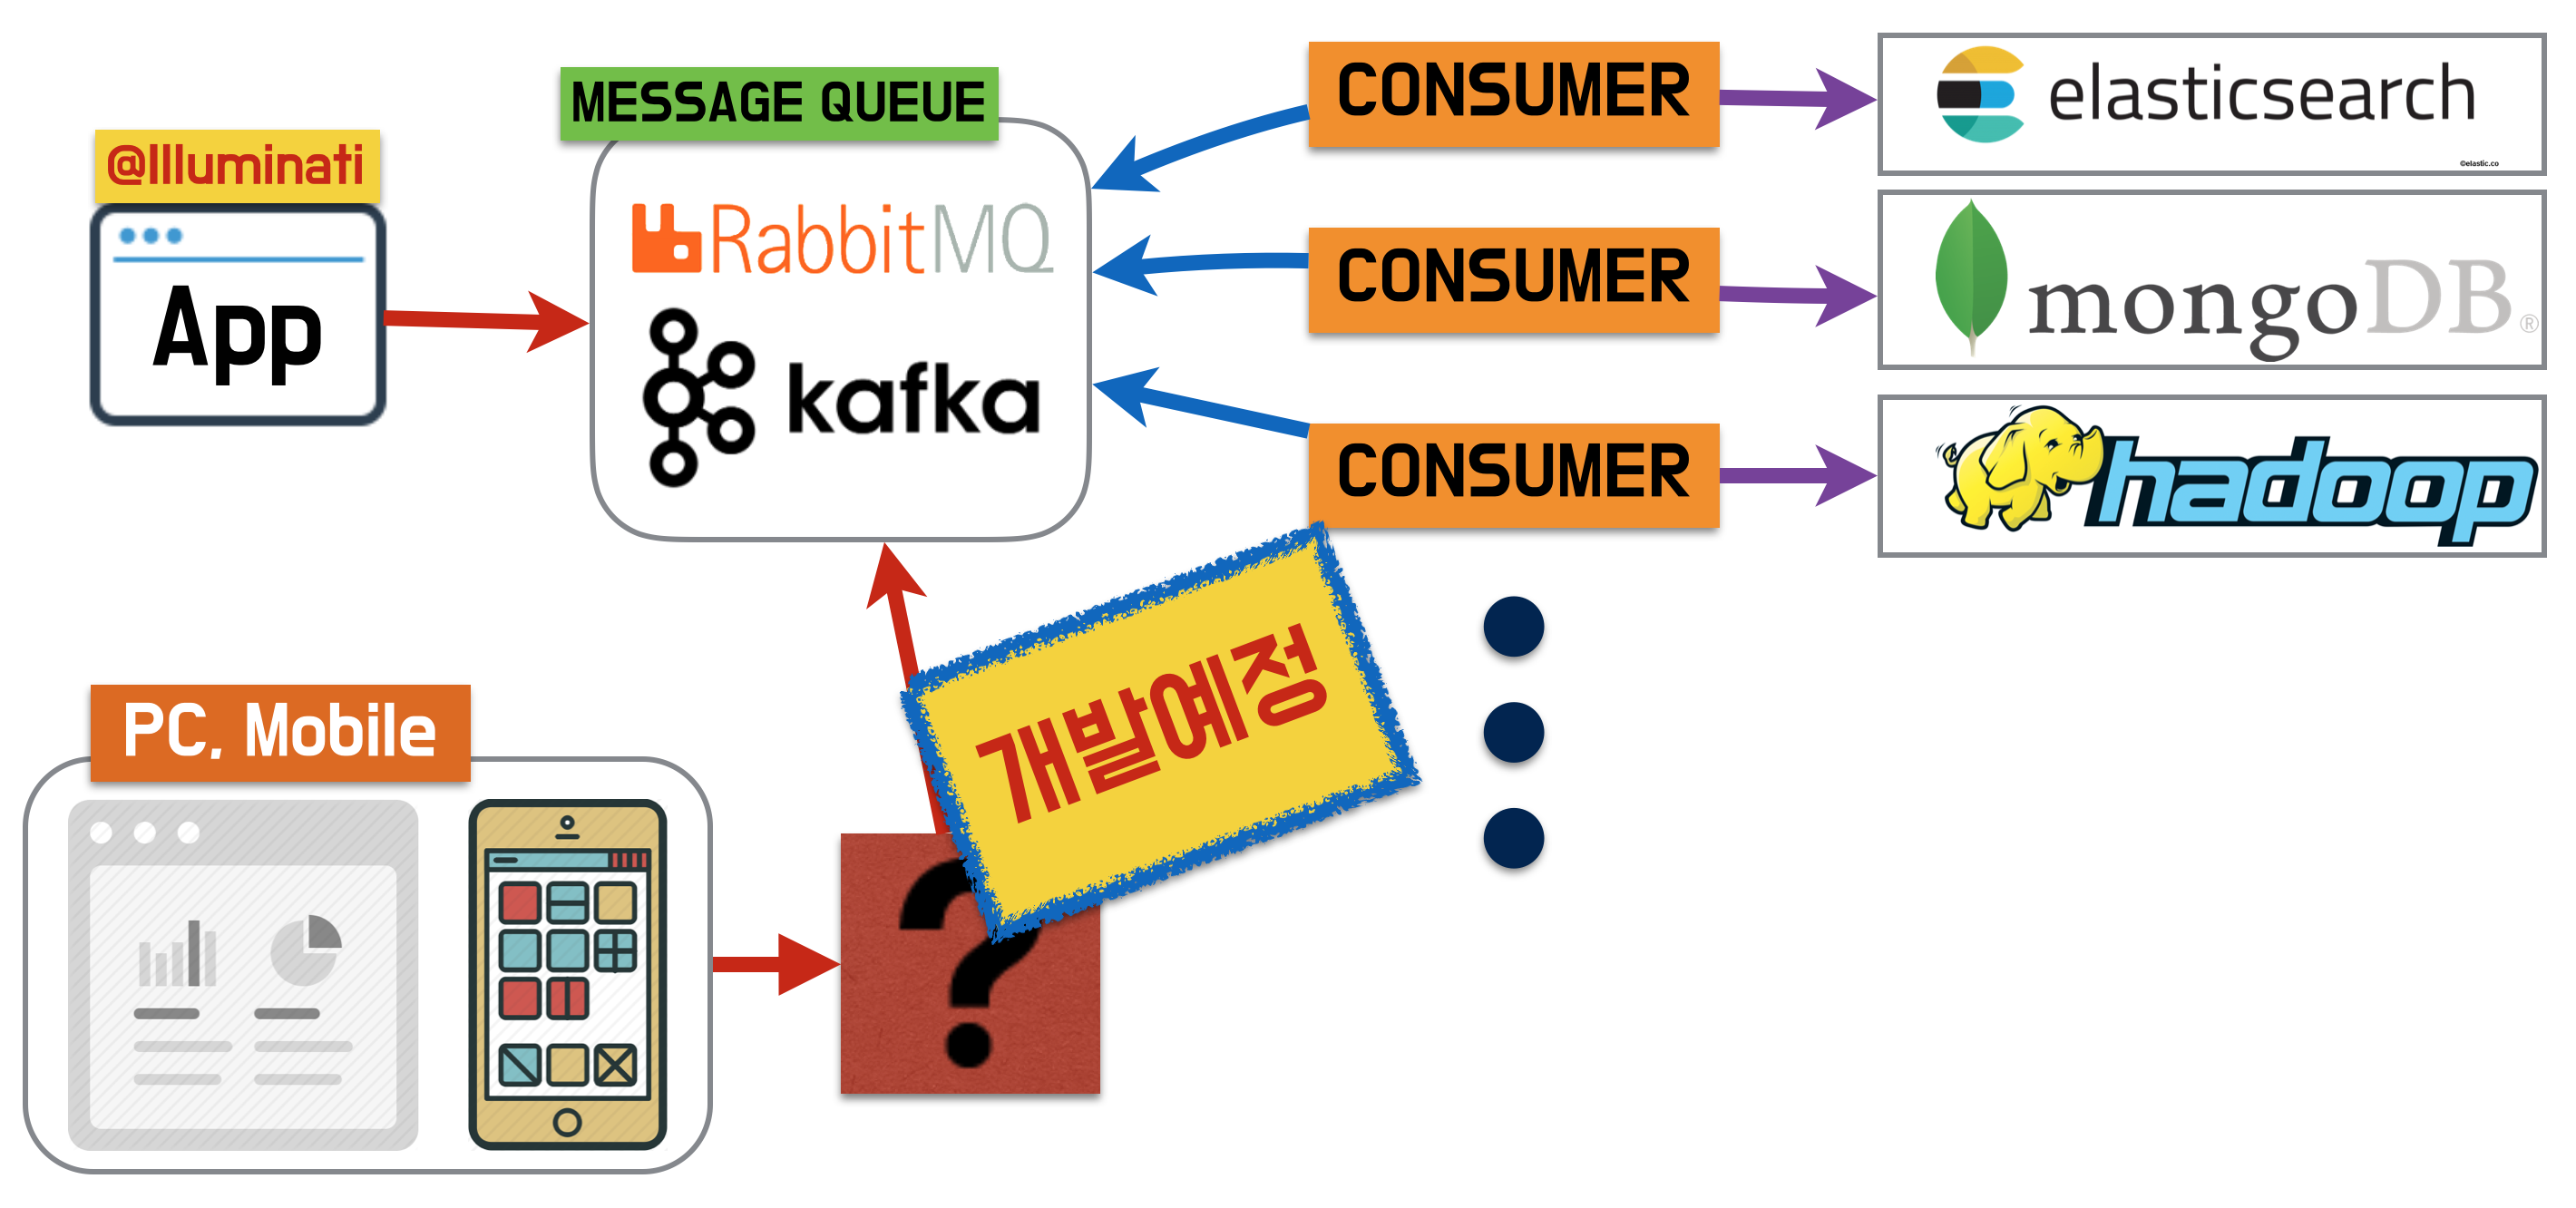 @Illuminati
App
MESSAGE QUEUE
RabbitMQ
kafka
CONSUMER
elasticsearch
©elastic.co
CONSUMER
mongoDB®
CONSUMER
hadoop
개발예정
PC, Mobile
?